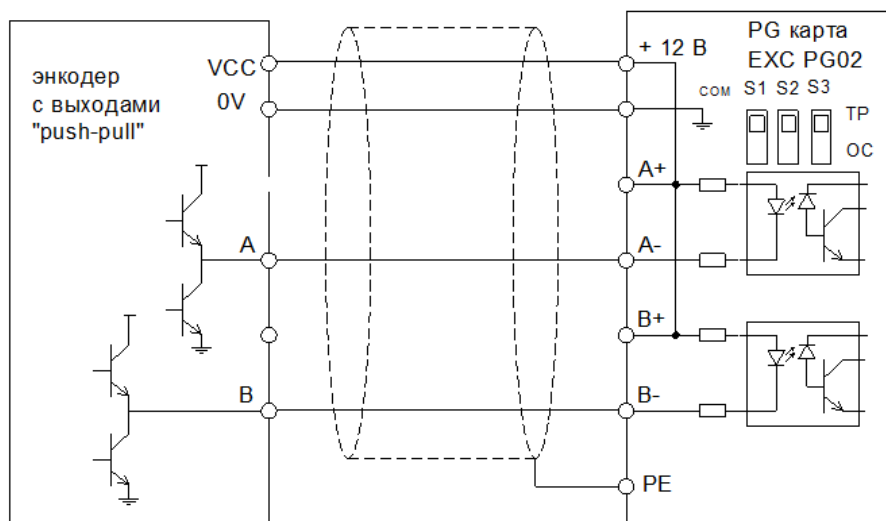 энкодер
с выходами
"push-pull"
VCC
0V
A
B
+ 12 В
A+
A-
B+
B-
PE
PG карта
EXC PG02
COM S1 S2 S3
TP
OC